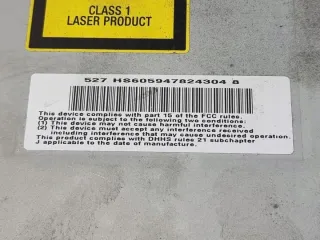 CLASS 1
LASER PRODUCT
527 HS605947824304 8
This device complies with part 15 of the FCC rules.
Operation is subject to the following two conditions:
(1) This device may not cause harmful interference.
(2) This device must accept any interference received
including interference that may cause undesired operation.
This product complies with DHHS rules 21 subchapter
J applicable to the date of manufacture.